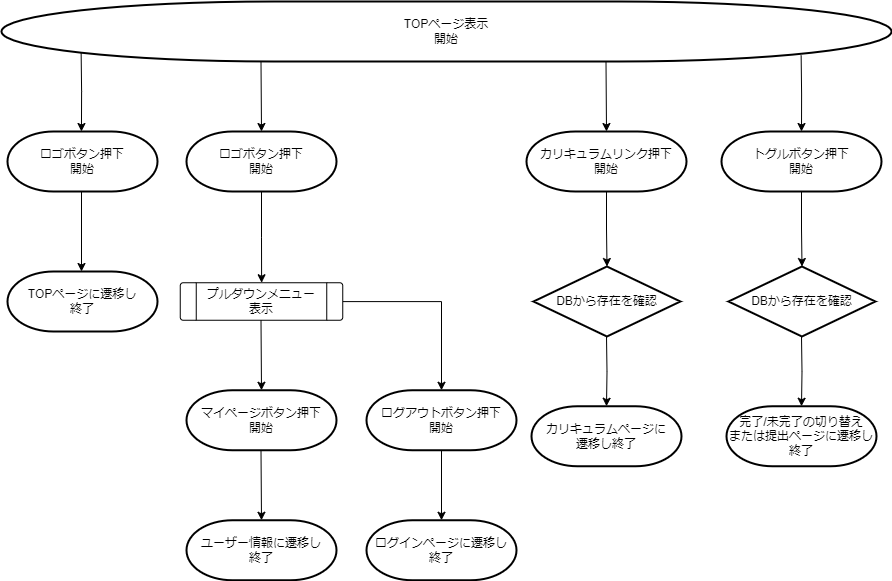 TOPページ表示
開始
ロゴボタン押下
開始
ロゴボタン押下
開始
カリキュラムリンク押下
開始
トグルボタン押下
開始
TOPページに遷移し
終了
プルダウンメニュー
表示
DBから存在を確認
DBから存在を確認
マイページボタン押下
開始
ログアウトボタン押下
開始
カリキュラムページに
遷移し終了
完了/未完了の切り替え
または提出ページに遷移し
終了
ユーザー情報に遷移し
終了
ログインページに遷移し
終了